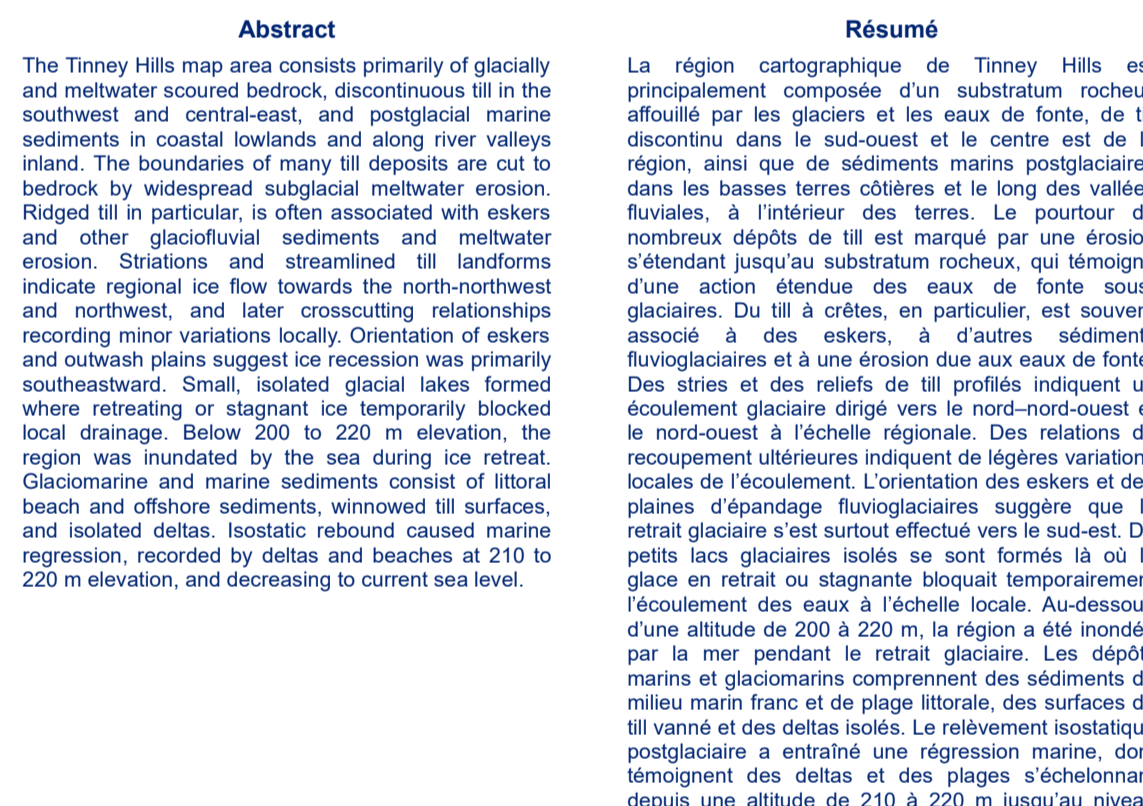 Abstract
The Tinney Hills map area consists primarily of glacially
and meltwater scoured bedrock, discontinuous till in the
southwest and central-east, and postglacial marine
sediments in coastal lowlands and along river valleys
inland. The boundaries of many till deposits are cut to
bedrock by widespread subglacial meltwater erosion.
Ridged till in particular, is often associated with eskers
and other glaciofluvial sediments and meltwater
erosion. Striations and streamlined till landforms
indicate regional ice flow towards the north-northwest
and northwest, and later crosscutting relationships
recording minor variations locally. Orientation of eskers
and outwash plains suggest ice recession was primarily
southeastward. Small, isolated glacial lakes formed
where retreating or stagnant ice temporarily blocked
local drainage. Below 200 to 220 m elevation, the
region was inundated by the sea during ice retreat.
Glaciomarine and marine sediments consist of littoral
beach and offshore sediments, winnowed till surfaces,
and isolated deltas. Isostatic rebound caused marine
regression, recorded by deltas and beaches at 210 to
220 m elevation, and decreasing to current sea level.
Résumé
La région cartographique de Tinney Hills es
principalement composée d’un substratum rocheu
affouillé par les glaciers et les eaux de fonte, de t
discontinu dans le sud-ouest et le centre est de l
région, ainsi que de sédiments marins postglaciaire
dans les basses terres côtières et le long des vallée
fluviales, à l’intérieur des terres. Le pourtour d
nombreux dépôts de till est marqué par une érosio
s’étendant jusqu’au substratum rocheux, qui témoign
d’une action étendue des eaux de fonte sous
glaciaires. Du till à crêtes, en particulier, est souven
associé à des eskers, à d’autres sédiment
fluvioglaciaires et à une érosion due aux eaux de fonte
Des stries et des reliefs de till profilés indiquent u
écoulement glaciaire dirigé vers le nord–nord-ouest e
le nord-ouest à l’échelle régionale. Des relations d
recoupement ultérieures indiquent de légères variation
locales de l’écoulement. L’orientation des eskers et de
plaines d’épandage fluvioglaciaires suggère que l
retrait glaciaire s’est surtout effectué vers le sud-est. D
petits lacs glaciaires isolés se sont formés là où l
glace en retrait ou stagnante bloquait temporairemen
l’écoulement des eaux à l’échelle locale. Au-dessou
d’une altitude de 200 à 220 m, la région a été inondé
par la mer pendant le retrait glaciaire. Les dépôt
marins et glaciomarins comprennent des sédiments d
milieu marin franc et de plage littorale, des surfaces d
till vanné et des deltas isolés. Le relèvement isostatiqu
postglaciaire a entraîné une régression marine, don
témoignent des deltas et des plages s’échelonnan
depuis une altitude de 210 à 220 m jusqu’au nivea